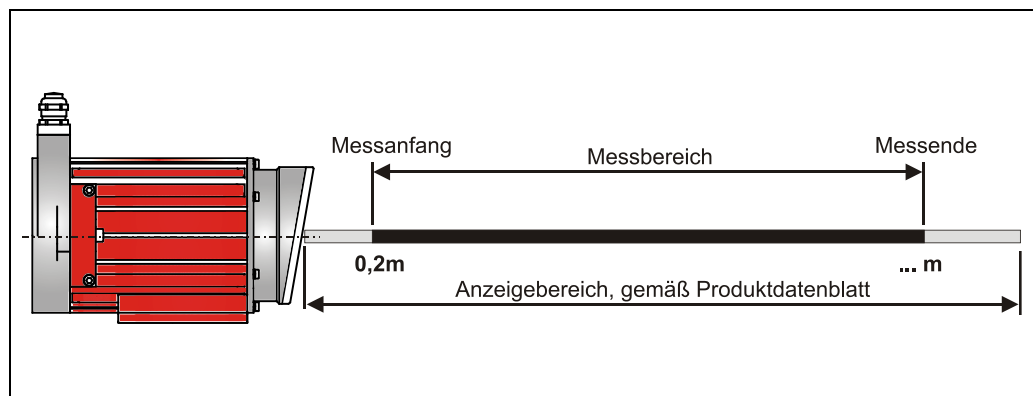 Messanfang
Messbereich
Messende
0,2m
... m
Anzeigebereich, gemäß Produktdatenblatt